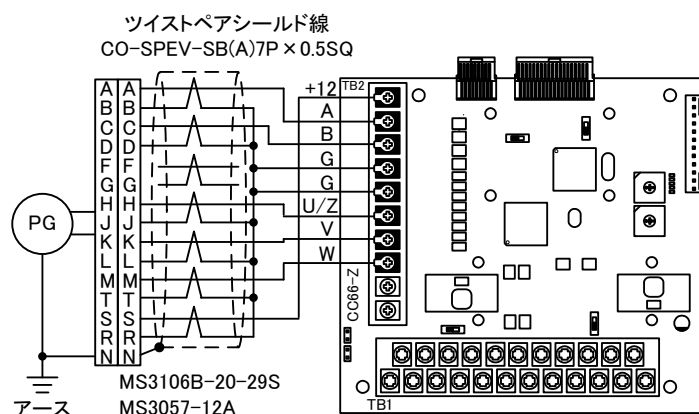 ツイストペアシールド線
CO-SPEV-SB(A)7P×0.5SQ
+12
TB2
A A
B B
C C
D D
F F
G G
H H
J J
K K
L L
M M
T T
S S
R R
N N
A
B
G
G
U/Z
V
W
PG
CC66-Z
アース
MS3106B-20-29S
MS3057-12A
TB1